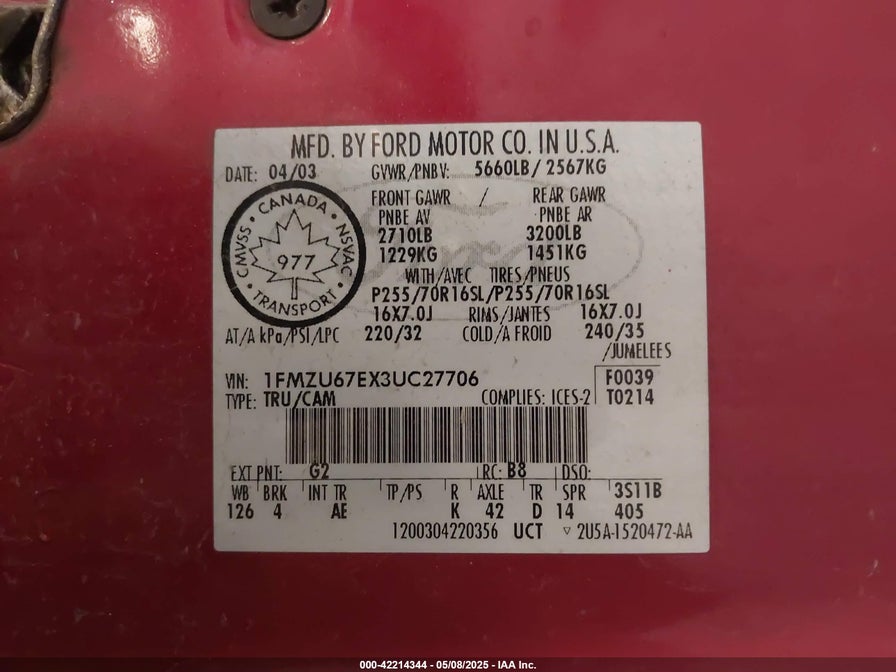 MFD. BY FORD MOTOR CO. IN U.S.A.
DATE: 04/03 GVWR/PNBV: 5660LB/ 2567KG
FRONT GAWR / REAR GAWR
PNBE AV PNBE AR
2710LB 3200LB
1229KG 1451KG
WITH/AVEC TIRES/PNEUS
P255/70R16SL/P255/70R16SL
16X7.0J RIMS/JANTES 16X7.0J
AT/A kPa/PSI/LPC 220/32 COLD/A FROID 240/35
/JUMELEES
CANADA
CMVSS NSVAC
977
TRANSPORT
Ford
VIN: 1FMZU67EX3UC27706 F0039
TYPE: TRU/CAM COMPLIES: ICES-2 T0214
EXT PNT: G2 RC: B8 DSO:
WB BRK INT TR TP/PS R AXLE TR SPR 3S11B
126 4 AE K 42 D 14 405
1200304220356 UCT ▽ 2U5A-1520472-AA
000-42214344 - 05/08/2025 - IAA Inc.